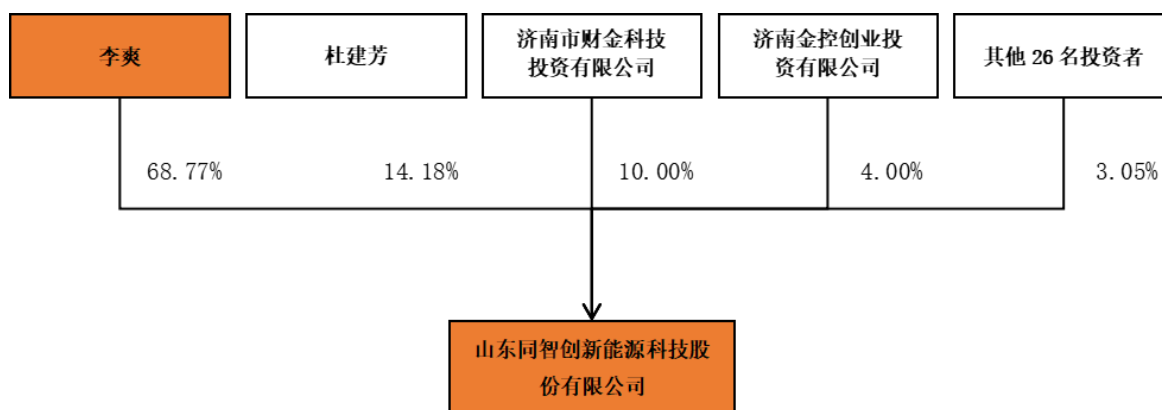 李爽
杜建芳
济南市财金科技
投资有限公司
济南金控创业投
资有限公司
其他 26 名投资者
68.77%
14.18%
10.00%
4.00%
3.05%
山东同智创新能源科技股
份有限公司